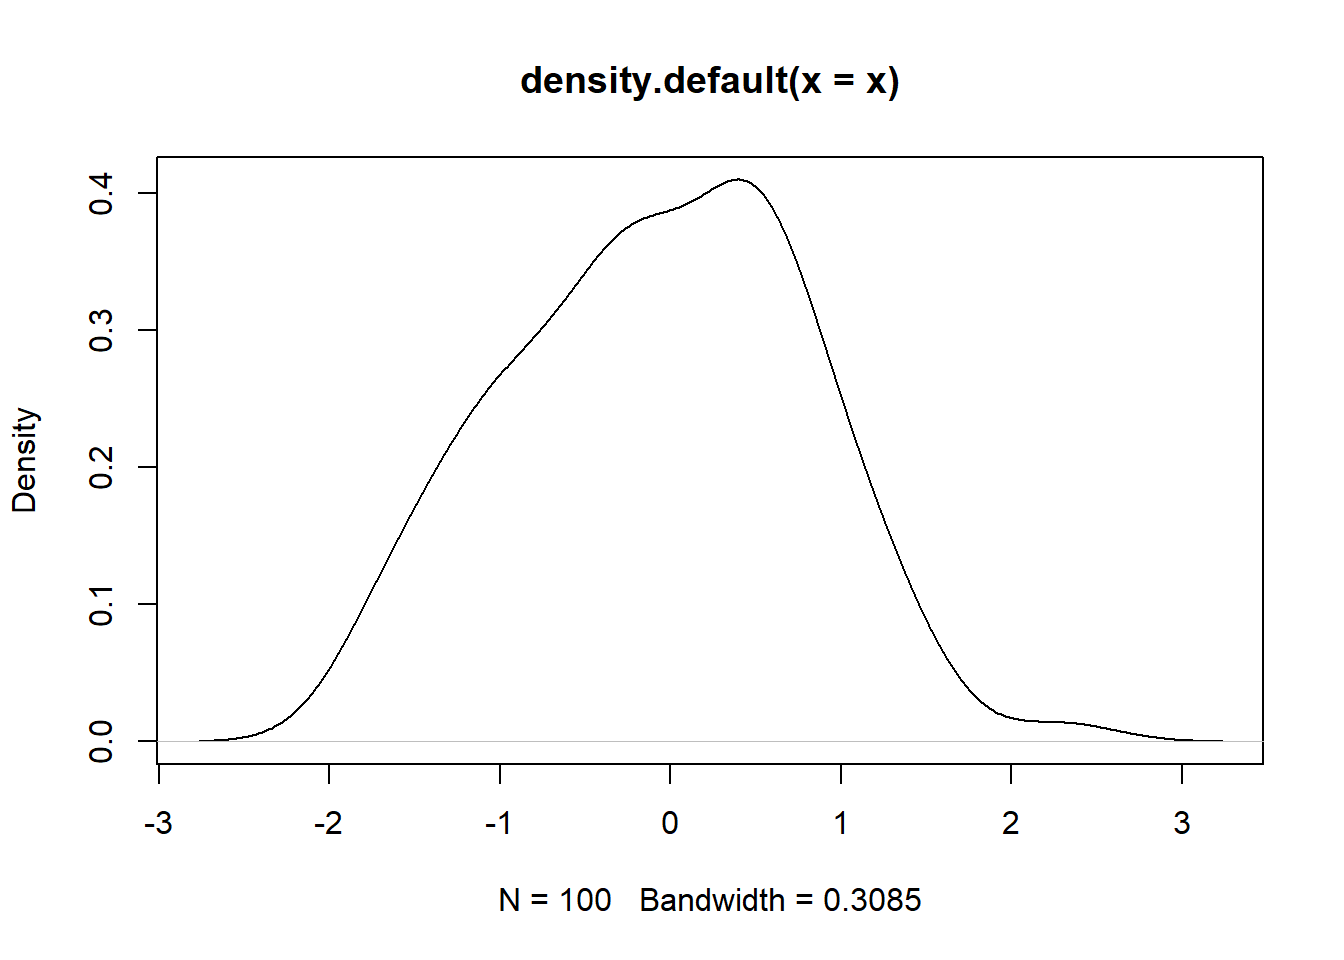 density.default(x = x)
Density
0.4
0.3
0.2
0.1
0.0
-3 -2 -1 0 1 2 3
N = 100 Bandwidth = 0.3085